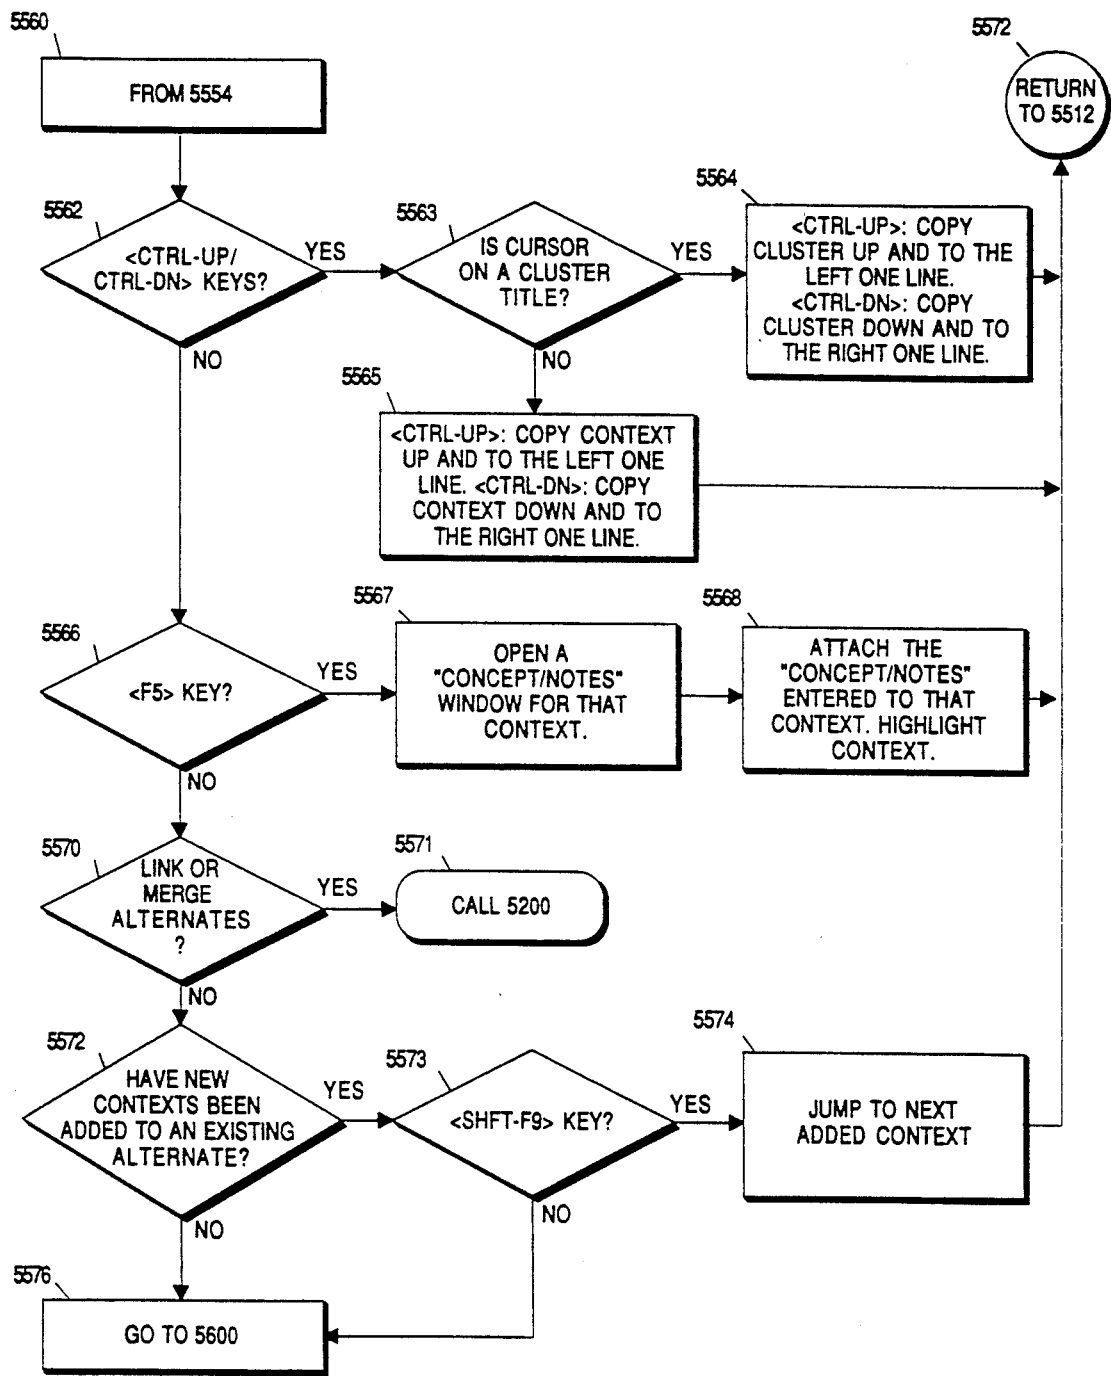 5560
FROM 5554
5572
RETURN
TO 5512
5562
<CTRL-UP/
CTRL-DN> KEYS?
YES
NO
5563
IS CURSOR
ON A CLUSTER
TITLE?
YES
NO
5564
<CTRL-UP>: COPY
CLUSTER UP AND TO THE
LEFT ONE LINE.
<CTRL-DN>: COPY
CLUSTER DOWN AND TO
THE RIGHT ONE LINE.
5565
<CTRL-UP>: COPY CONTEXT
UP AND TO THE LEFT ONE
LINE. <CTRL-DN>: COPY
CONTEXT DOWN AND TO
THE RIGHT ONE LINE.
5566
<F5> KEY?
YES
NO
5567
OPEN A
"CONCEPT/NOTES"
WINDOW FOR THAT
CONTEXT.
5568
ATTACH THE
"CONCEPT/NOTES"
ENTERED TO THAT
CONTEXT. HIGHLIGHT
CONTEXT.
5570
LINK OR
MERGE
ALTERNATES
?
YES
NO
5571
CALL 5200
5572
HAVE NEW
CONTEXTS BEEN
ADDED TO AN EXISTING
ALTERNATE?
YES
NO
5573
<SHFT-F9> KEY?
YES
NO
5574
JUMP TO NEXT
ADDED CONTEXT
5576
GO TO 5600